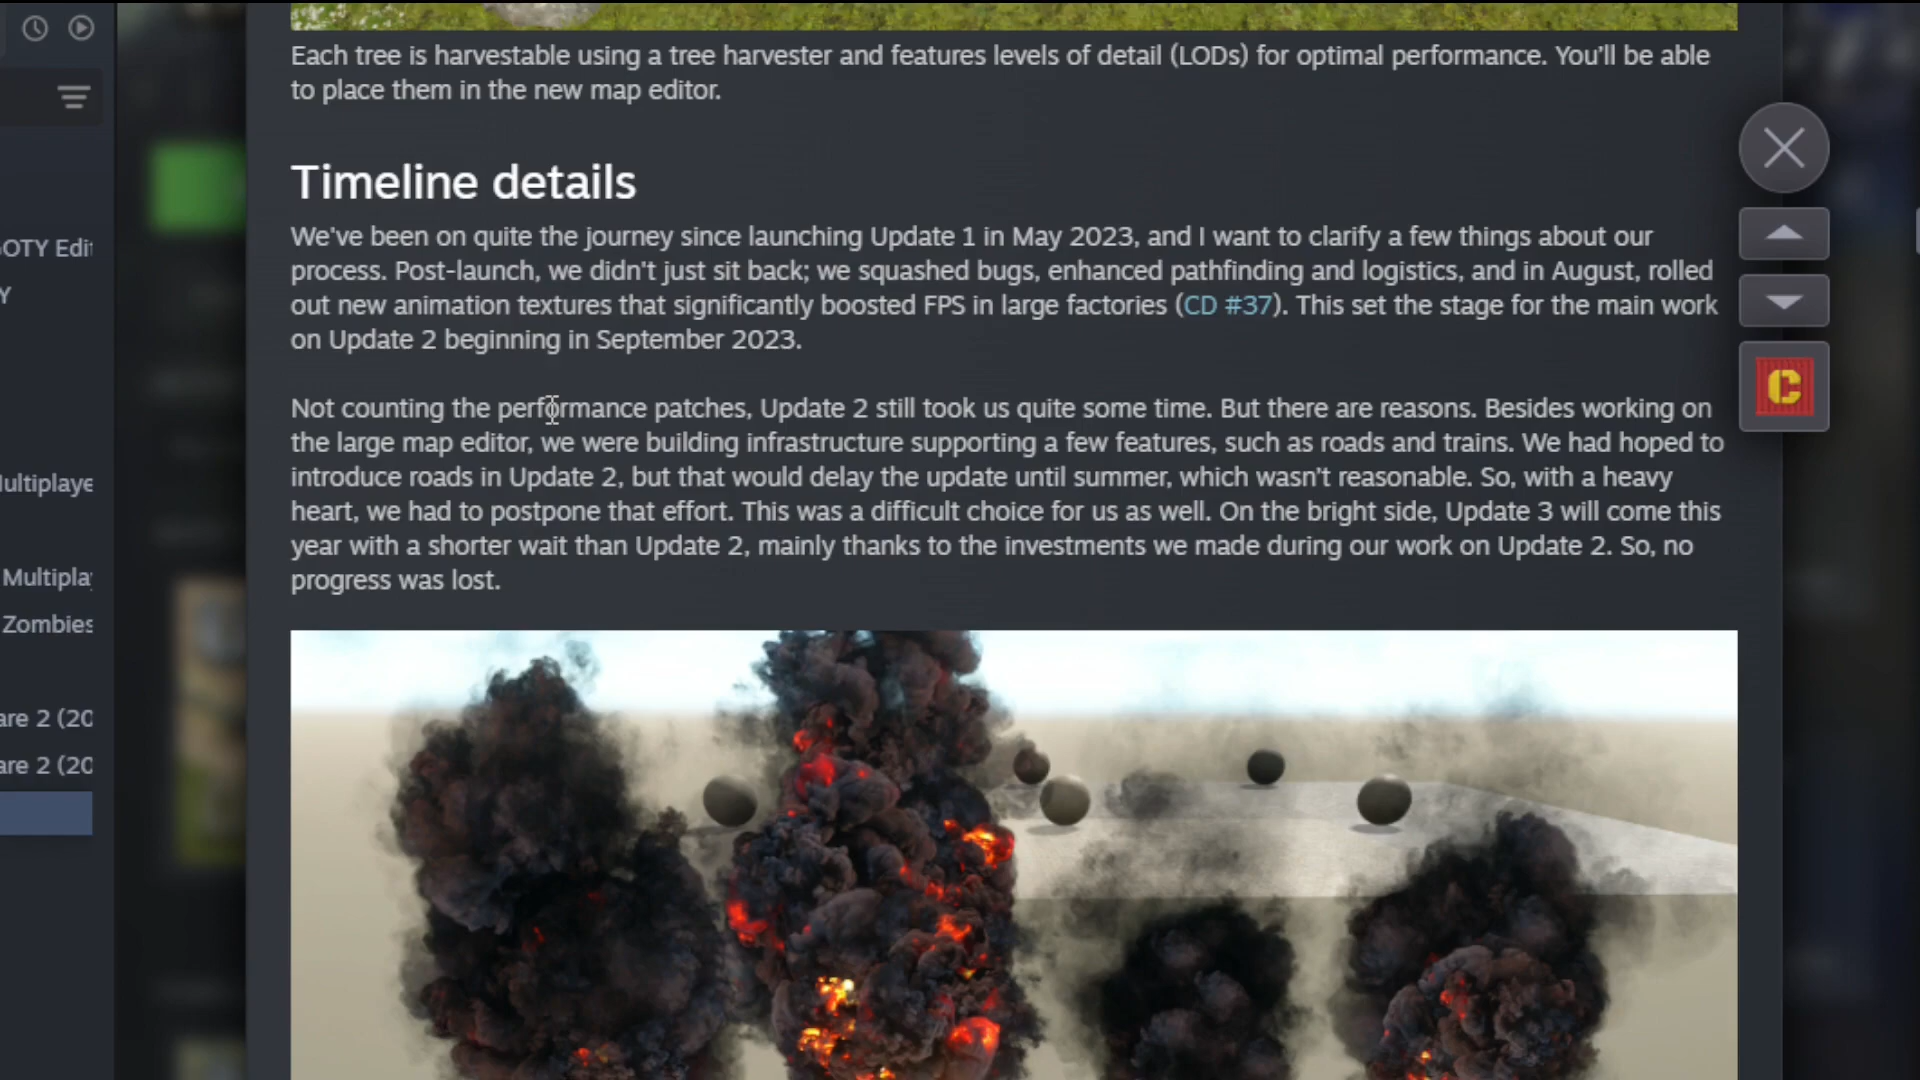 Each tree is harvestable using a tree harvester and features levels of detail (LODs) for optimal performance. You'll be able
to place them in the new map editor.
Timeline details
We've been on quite the journey since launching Update 1 in May 2023, and I want to clarify a few things about our
process. Post-launch, we didn't just sit back; we squashed bugs, enhanced pathfinding and logistics, and in August, rolled
out new animation textures that significantly boosted FPS in large factories (CD #37). This set the stage for the main work
on Update 2 beginning in September 2023.
Not counting the performance patches, Update 2 still took us quite some time. But there are reasons. Besides working on
the large map editor, we were building infrastructure supporting a few features, such as roads and trains. We had hoped to
introduce roads in Update 2, but that would delay the update until summer, which wasn't reasonable. So, with a heavy
heart, we had to postpone that effort. This was a difficult choice for us as well. On the bright side, Update 3 will come this
year with a shorter wait than Update 2, mainly thanks to the investments we made during our work on Update 2. So, no
progress was lost.
OTY Edit
Y
ultiplaye
Multipla
Zombies
are 2 (20
are 2 (20
C